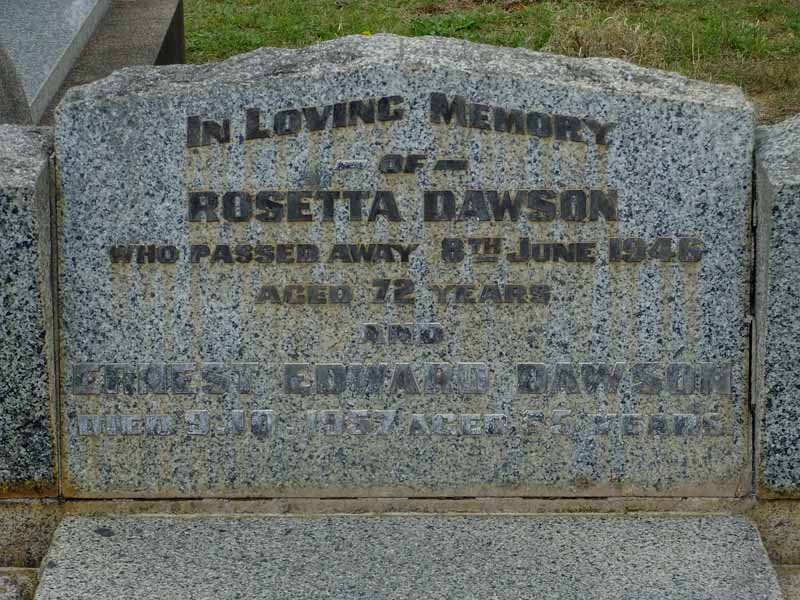 IN LOVING MEMORY
- OF -
ROSETTA DAWSON
WHO PASSED AWAY 8TH JUNE 1946
AGED 72 YEARS
AND
ERNEST EDWARD DAWSON
DIED 9.10.1957 AGED YEARS